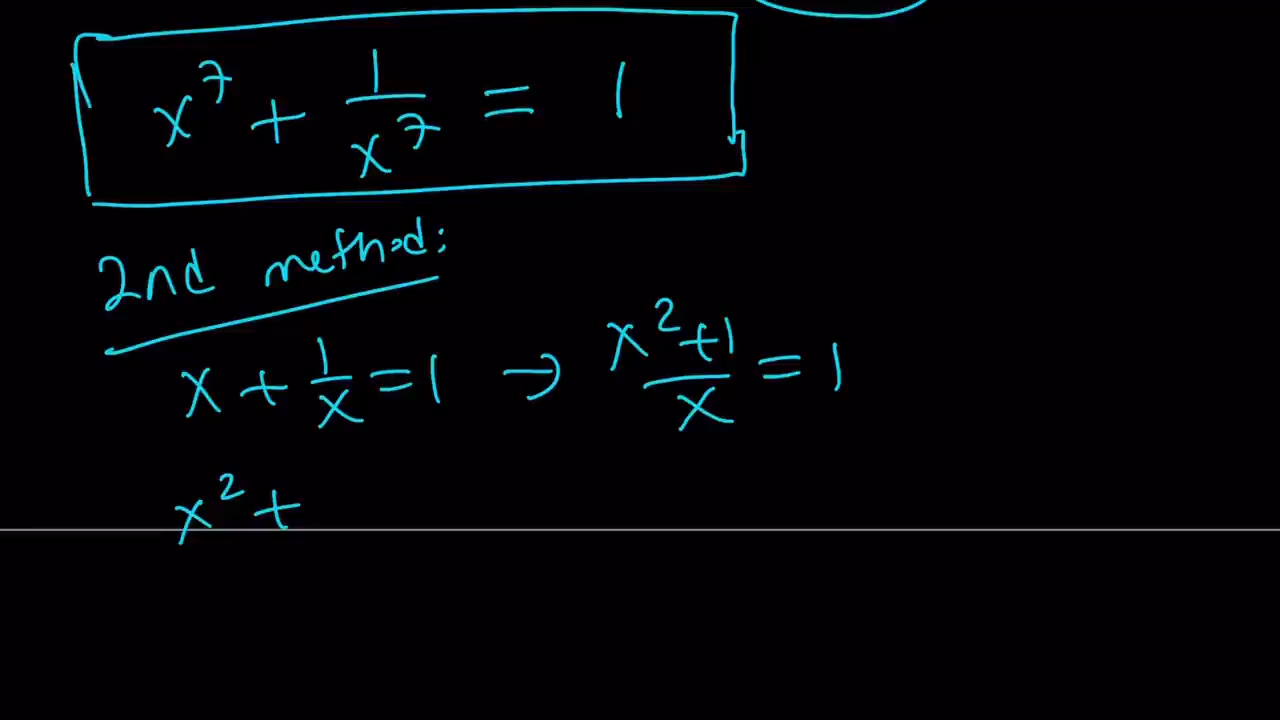 x⁷ + 1/x⁷ = 1
2nd method:
x + 1/x = 1 → (x² + 1)/x = 1
x² +